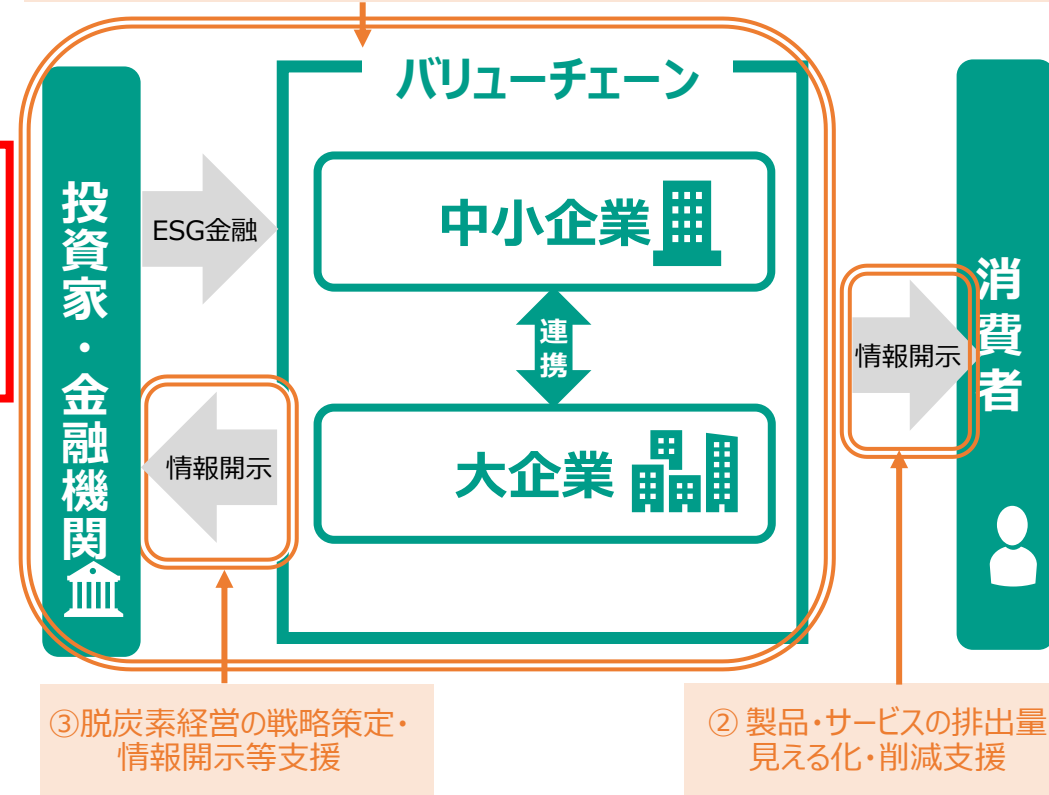 バリューチェーン
投資家・金融機関
ESG金融
中小企業
連携
情報開示
消費者
情報開示
大企業
③脱炭素経営の戦略策定・
情報開示等支援
② 製品・サービスの排出量
見える化・削減支援